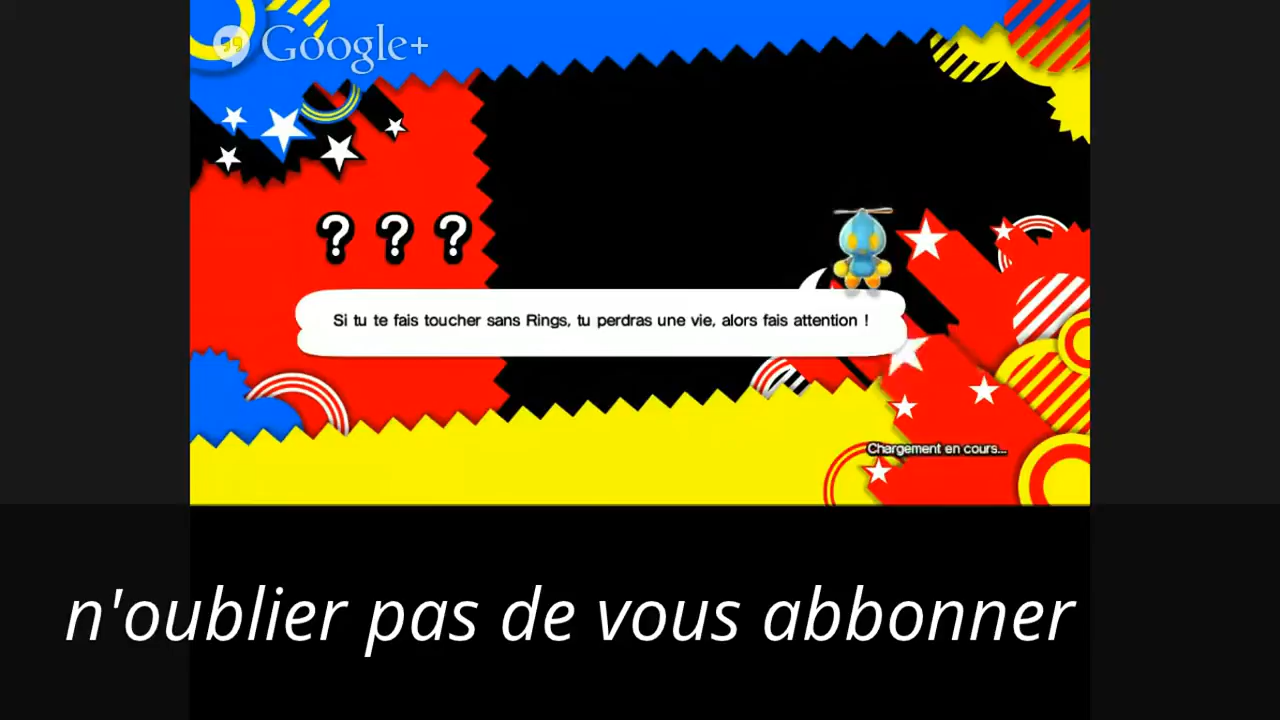 Google+
? ? ?
Si tu te fais toucher sans Rings, tu perdras une vie, alors fais attention !
Chargement en cours...
n'oublier pas de vous abbonner